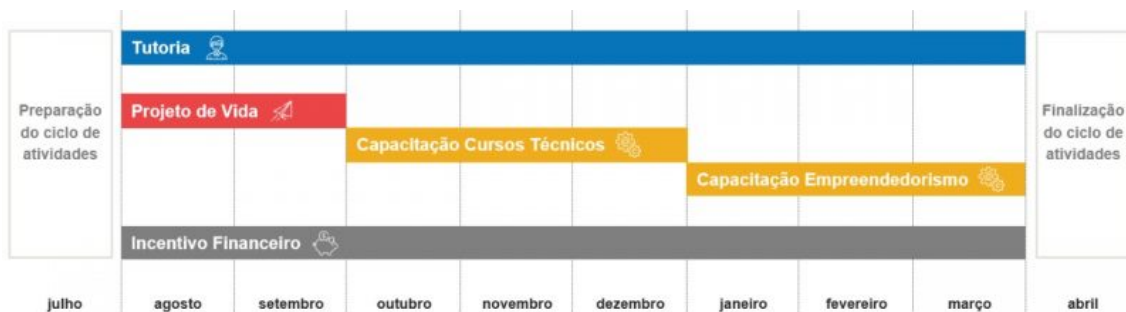 Preparação
do ciclo de
atividades
Tutoria
Projeto de Vida
Capacitação Cursos Técnicos
Capacitação Empreendedorismo
Incentivo Financeiro
Finalização
do ciclo de
atividades
julho agosto setembro outubro novembro dezembro janeiro fevereiro março abril